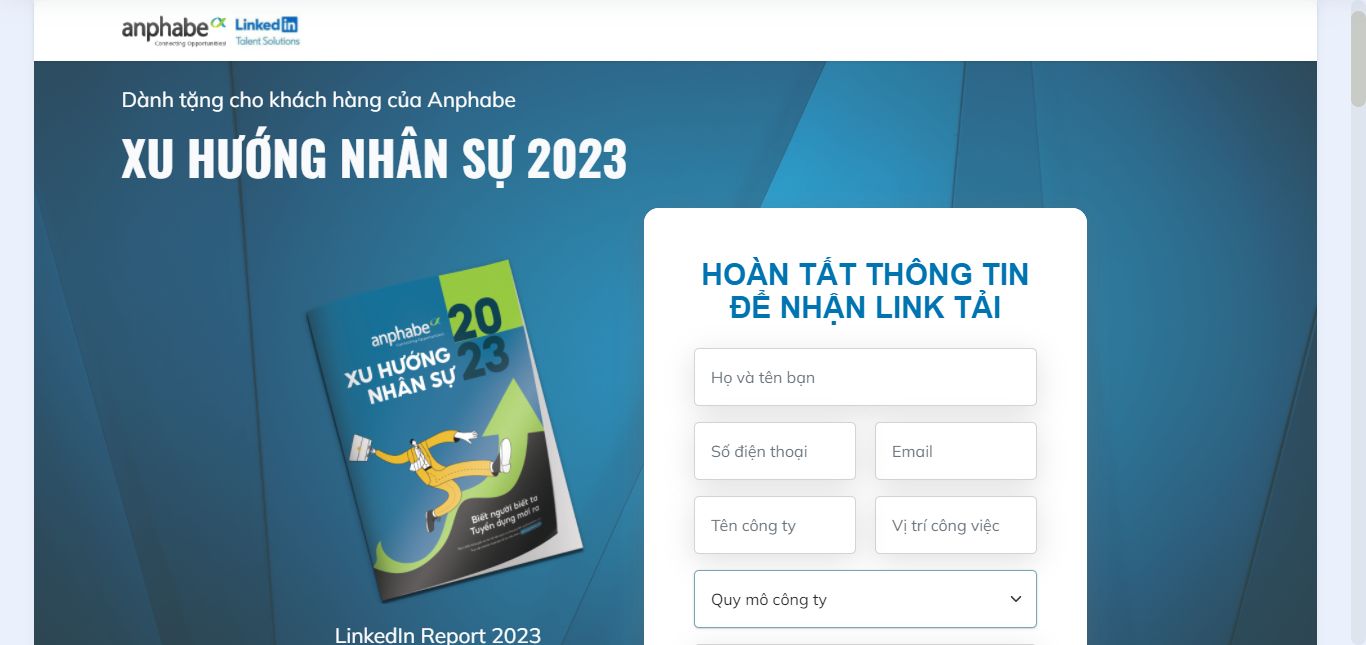 anphabe
Connecting Opportunities
LinkedIn
Talent Solutions
Dành tặng cho khách hàng của Anphabe
XU HƯỚNG NHÂN SỰ 2023
anphabe
20
23
XU HƯỚNG
NHÂN SỰ
Biết người biết ta
Tuyển dụng mới ra
LinkedIn Report 2023
HOÀN TẤT THÔNG TIN
ĐỂ NHẬN LINK TẢI
Họ và tên bạn
Số điện thoại
Email
Tên công ty
Vị trí công việc
Quy mô công ty